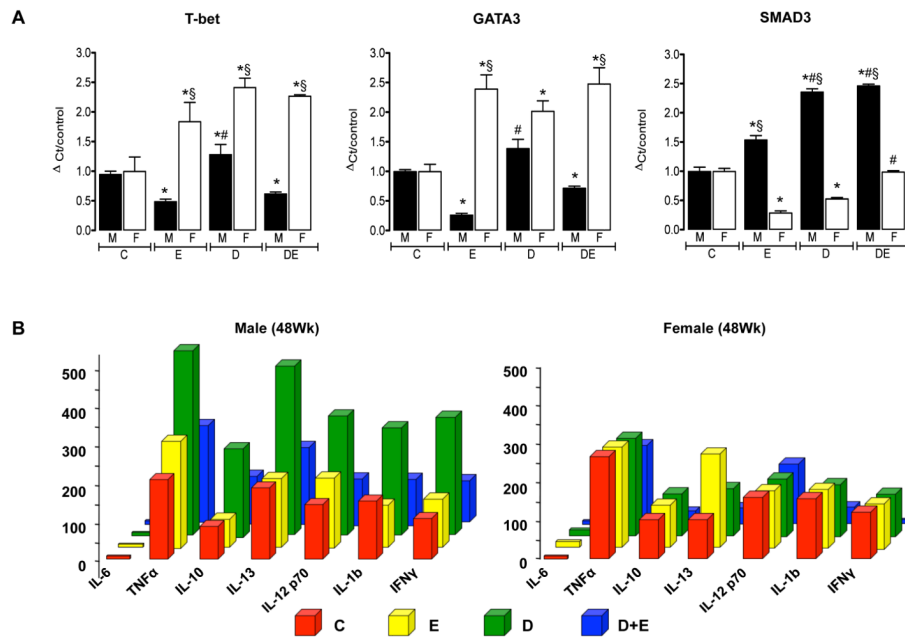 A
T-bet
GATA3
SMAD3
Δ Ct/control
3.0
2.5
2.0
1.5
1.0
0.5
0.0
*
*§
*#
*§
*
*§
M F M F M F M F
C E D DE
Δ Ct/control
3.0
2.5
2.0
1.5
1.0
0.5
0.0
*
*§
#
*
*
*§
M F M F M F M F
C E D DE
Δ Ct/control
3.0
2.5
2.0
1.5
1.0
0.5
0.0
*§
*
*#§
*
*#§
#
M F M F M F M F
C E D DE
B
Male (48Wk)
Female (48Wk)
500
400
300
200
100
0
IL-6
TNFα
IL-10
IL-13
IL-12 p70
IL-1b
IFNγ
500
400
300
200
100
0
IL-6
TNFα
IL-10
IL-13
IL-12 p70
IL-1b
IFNγ
C E D D+E